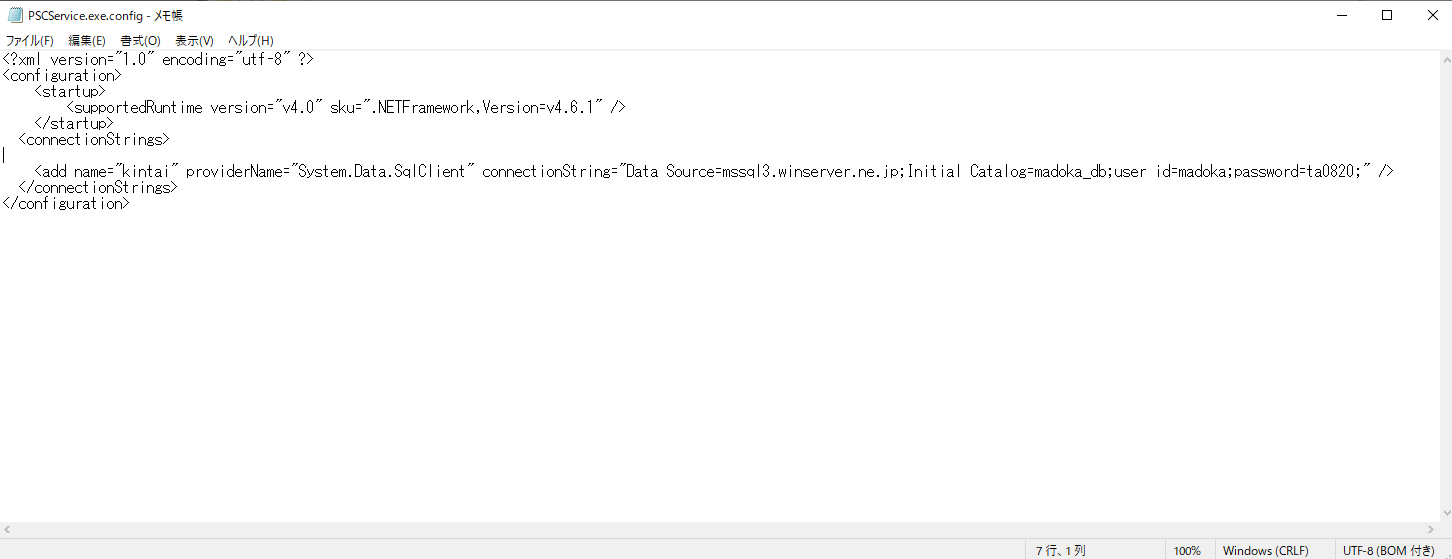 PSCService.exe.config - メモ帳
ファイル(F) 編集(E) 書式(O) 表示(V) ヘルプ(H)
<?xml version="1.0" encoding="utf-8" ?>
<configuration>
    <startup>
        <supportedRuntime version="v4.0" sku=".NETFramework,Version=v4.6.1" />
    </startup>
  <connectionStrings>
    <add name="kintai" providerName="System.Data.SqlClient" connectionString="Data Source=mssql3.winserver.ne.jp;Initial Catalog=madoka_db;user id=madoka;password=ta0820;" />
  </connectionStrings>
</configuration>
7 行、1 列 100% Windows (CRLF) UTF-8 (BOM 付き)